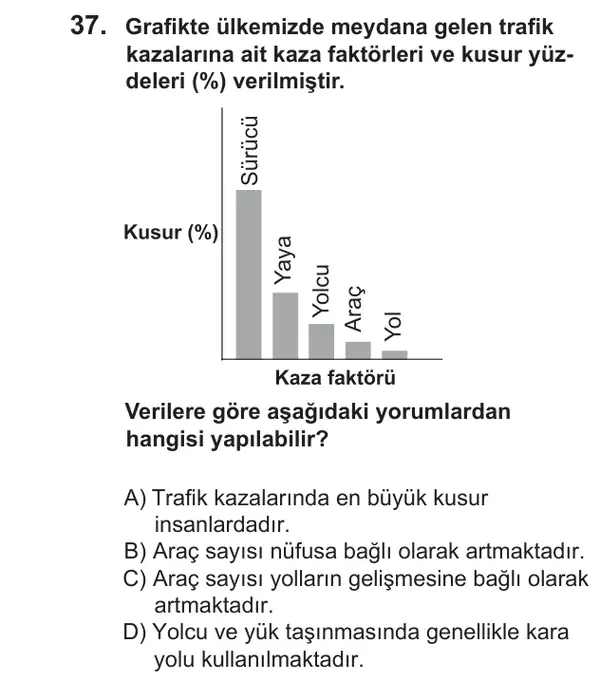 37. Grafikte ülkemizde meydana gelen trafik
kazalarına ait kaza faktörleri ve kusur yüz-
deleri (%) verilmiştir.
Sürücü
Yaya
Yolcu
Araç
Yol
Kusur (%)
Kaza faktörü
Verilere göre aşağıdaki yorumlardan
hangisi yapılabilir?
A) Trafik kazalarında en büyük kusur
insanlardadır.
B) Araç sayısı nüfusa bağlı olarak artmaktadır.
C) Araç sayısı yolların gelişmesine bağlı olarak
artmaktadır.
D) Yolcu ve yük taşınmasında genellikle kara
yolu kullanılmaktadır.